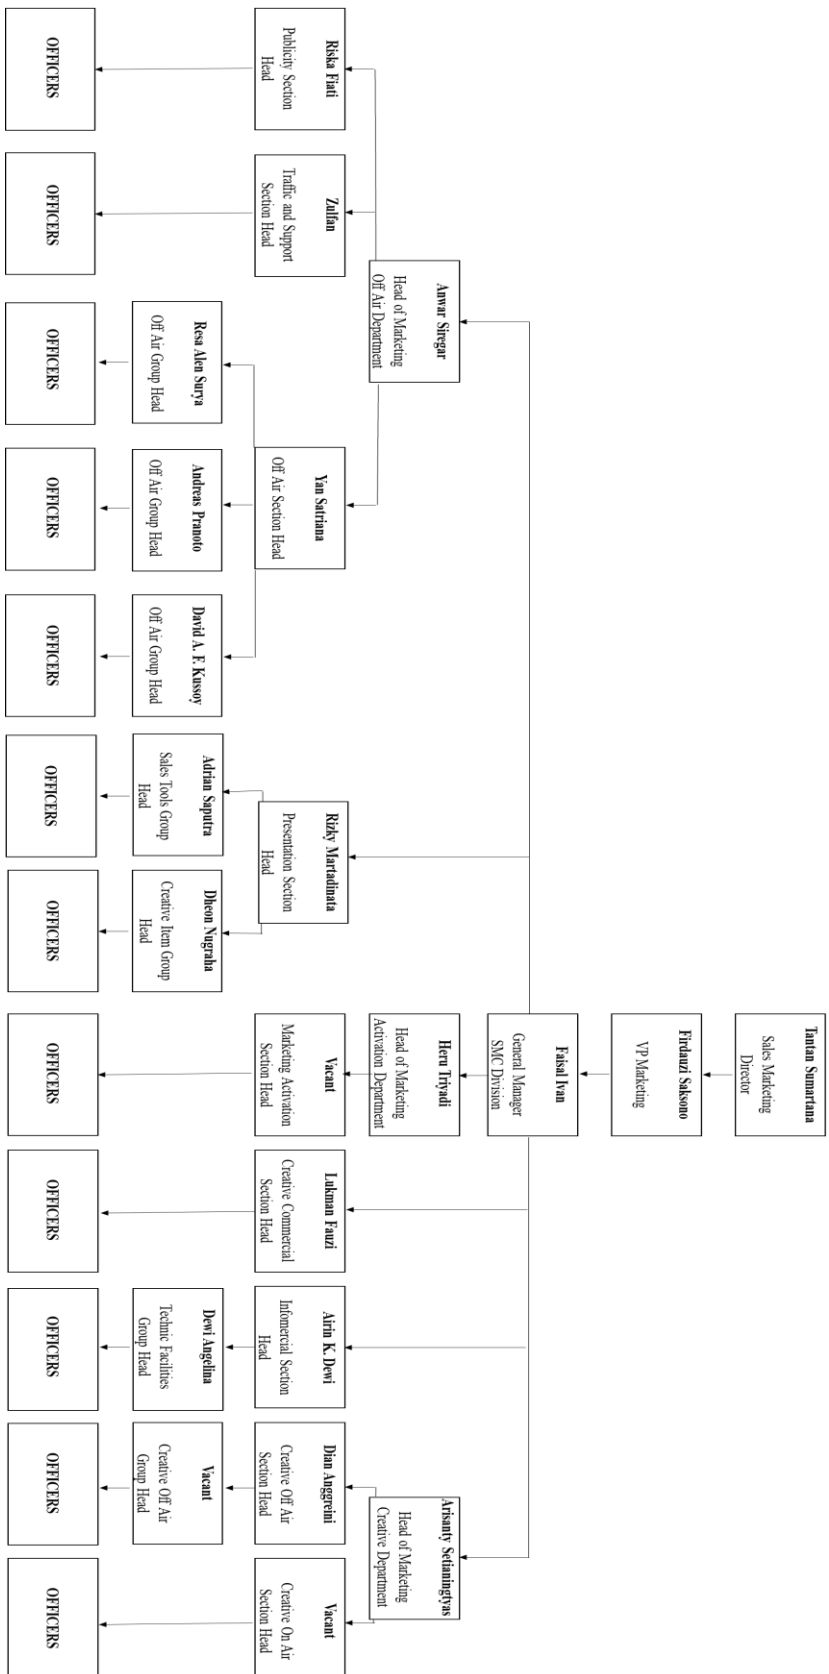 Tantan Sumartana
Sales Marketing
Director
Firdauzi Saksono
VP Marketing
Faisal Ivan
General Manager
SMC Division
Anwar Siregar
Head of Marketing
Off Air Department
Heru Triyadi
Head of Marketing
Activation Department
Arisanty Setianingtyas
Head of Marketing
Creative Department
Riska Fiati
Publicity Section
Head
Zulfan
Traffic and Support
Section Head
Yan Satriana
Off Air Section Head
Rizky Martadinata
Presentation Section
Head
Vacant
Marketing Activation
Section Head
Lukman Fauzi
Creative Commercial
Section Head
Airin K. Dewi
Infomercial Section
Head
Dian Anggreini
Creative Off Air
Section Head
Vacant
Creative On Air
Section Head
Resa Alen Surya
Off Air Group Head
Andreas Pranoto
Off Air Group Head
David A. F. Kussoy
Off Air Group Head
Adrian Saputra
Sales Tools Group
Head
Dheon Nugraha
Creative Item Group
Head
Dewi Angelina
Technic Facilities
Group Head
Vacant
Creative Off Air
Group Head
OFFICERS
OFFICERS
OFFICERS
OFFICERS
OFFICERS
OFFICERS
OFFICERS
OFFICERS
OFFICERS
OFFICERS
OFFICERS
OFFICERS